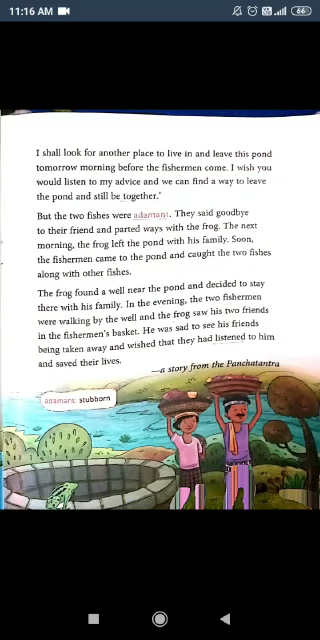 11:16 AM
66
I shall look for another place to live in and leave this pond
tomorrow morning before the fishermen come. I wish you
would listen to my advice and we can find a way to leave
the pond and still be together.'
But the two fishes were adamant. They said goodbye
to their friend and parted ways with the frog. The next
morning, the frog left the pond with his family. Soon,
the fishermen came to the pond and caught the two fishes
along with other fishes.
The frog found a well near the pond and decided to stay
there with his family. In the evening, the two fishermen
were walking by the well and the frog saw his two friends
in the fishermen's basket. He was sad to see his friends
being taken away and wished that they had listened to him
and saved their lives.
—a story from the Panchatantra
adamant: stubborn